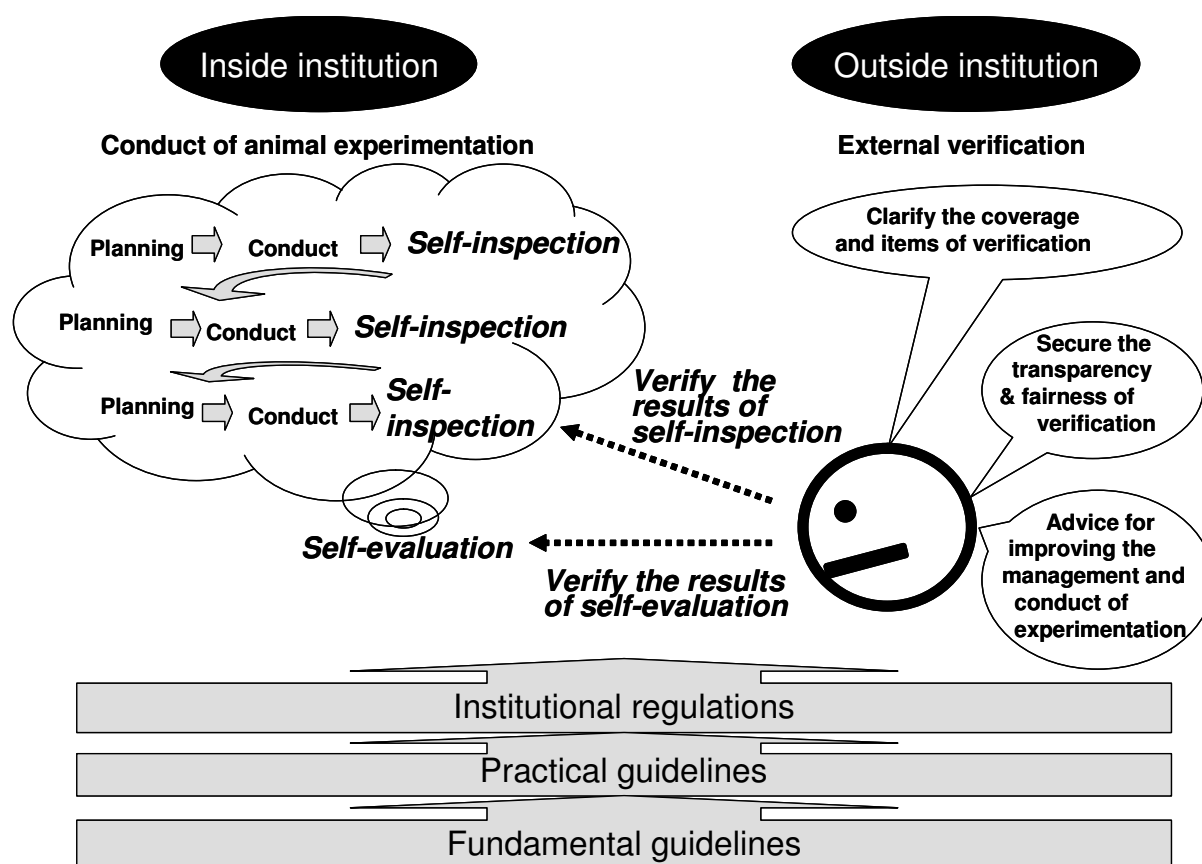 Inside institution
Outside institution
Conduct of animal experimentation
External verification
Planning Conduct Self-inspection
Planning Conduct Self-inspection
Planning Conduct Self-
inspection
Self-evaluation
Verify the
results of
self-inspection
Verify the results
of self-evaluation
Clarify the coverage
and items of verification
Secure the
transparency
& fairness of
verification
Advice for
improving the
management and
conduct of
experimentation
Institutional regulations
Practical guidelines
Fundamental guidelines